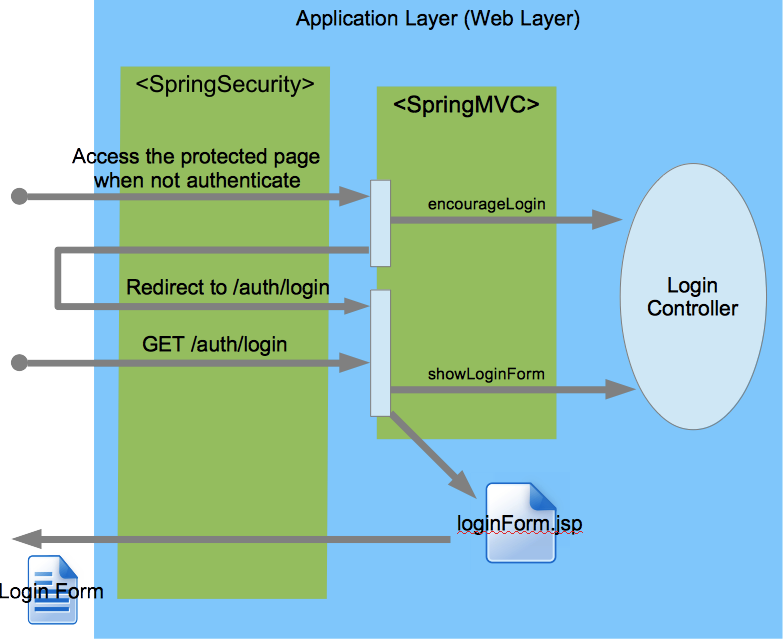 Application Layer (Web Layer)
<SpringSecurity>
<SpringMVC>
Access the protected page
when not authenticate
encourageLogin
Redirect to /auth/login
Login
Controller
GET /auth/login
showLoginForm
loginForm.jsp
Login Form